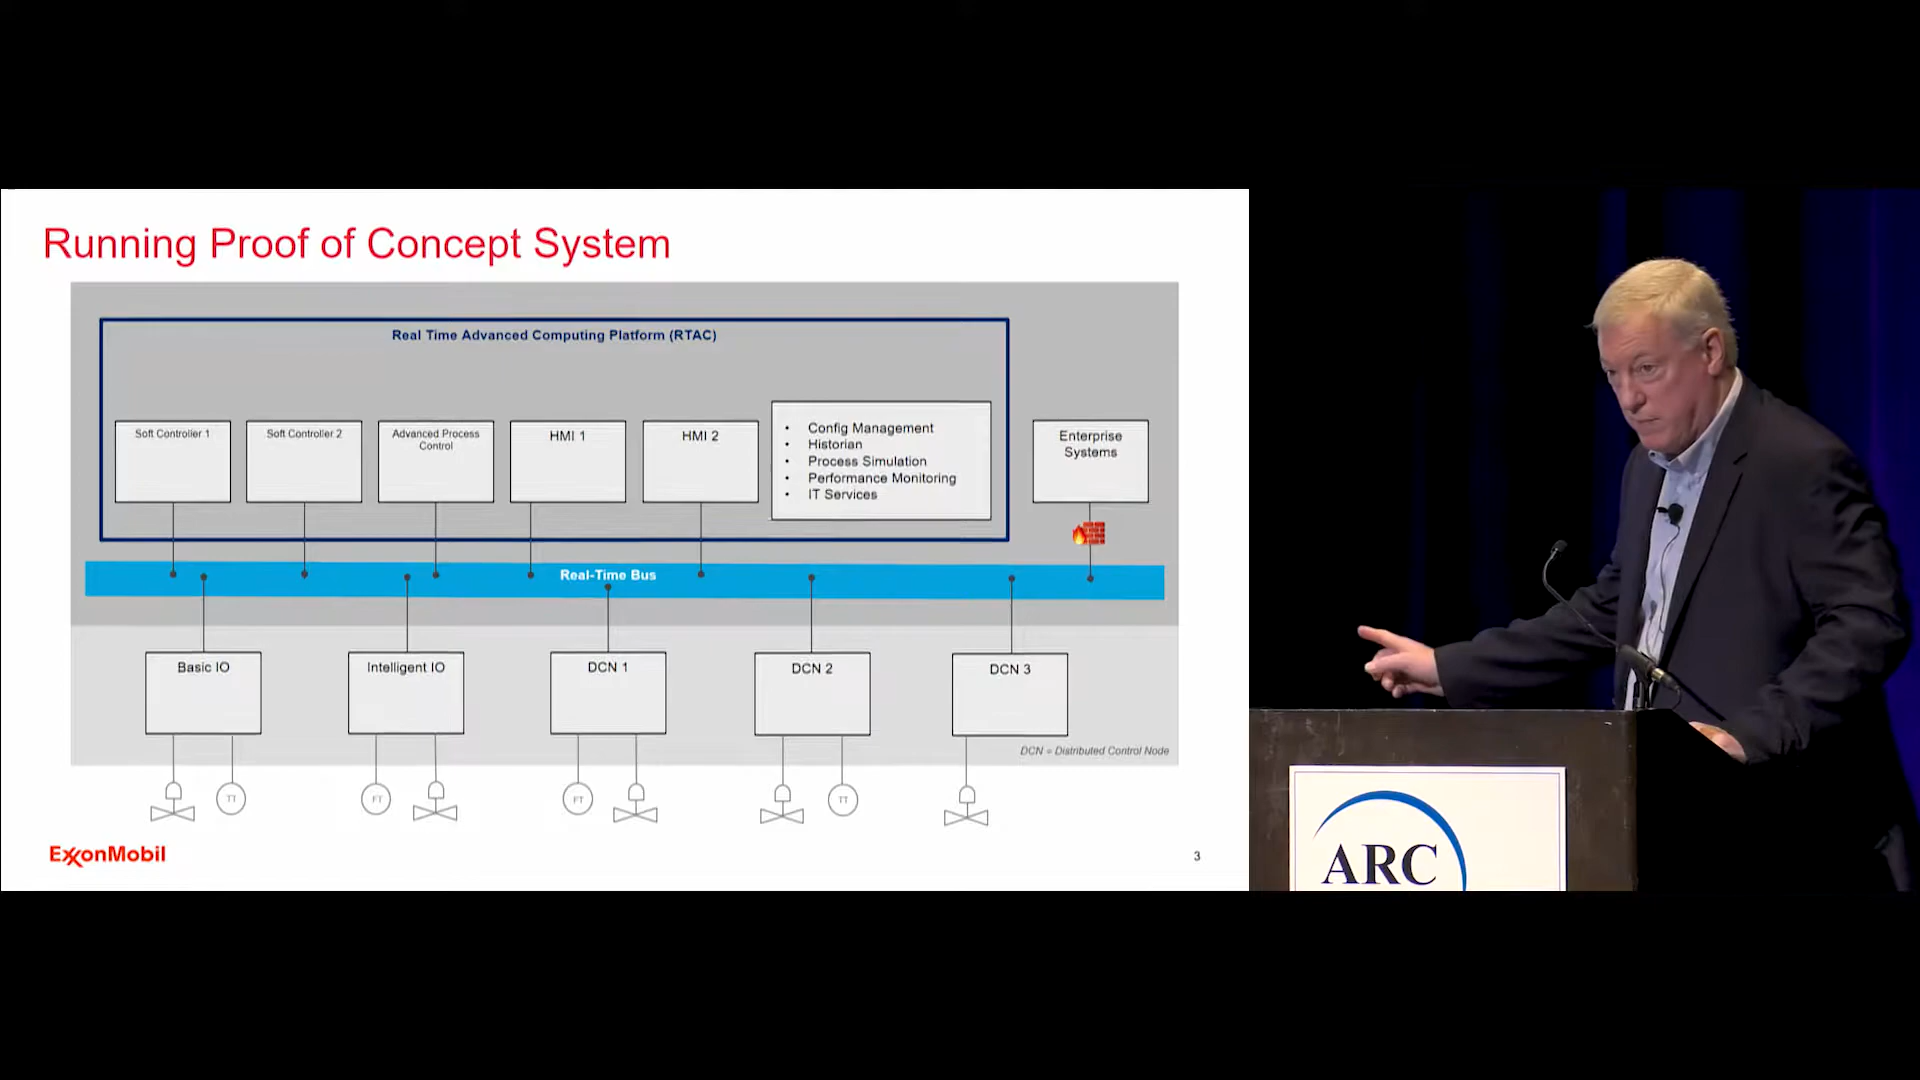 Running Proof of Concept System
Real Time Advanced Computing Platform (RTAC)
Soft Controller 1
Soft Controller 2
Advanced Process
Control
HMI 1
HMI 2
• Config Management
• Historian
• Process Simulation
• Performance Monitoring
• IT Services
Enterprise
Systems
Real-Time Bus
Basic IO
Intelligent IO
DCN 1
DCN 2
DCN 3
DCN = Distributed Control Node
TT
FT
FT
TT
ExxonMobil
3
ARC